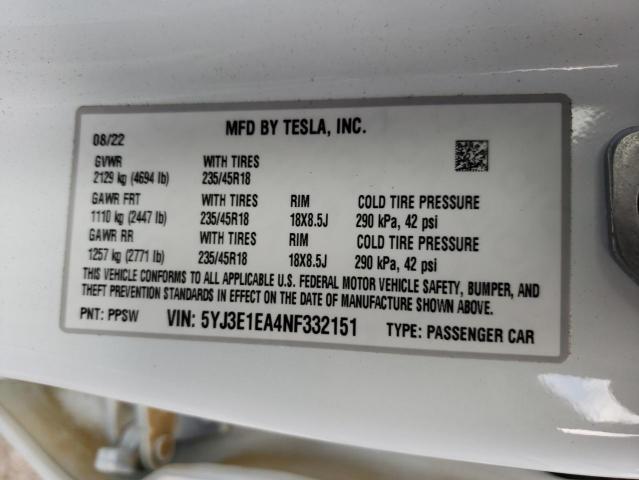 MFD BY TESLA, INC.
08/22
GVWR WITH TIRES
2129 kg (4694 lb) 235/45R18
GAWR FRT WITH TIRES RIM COLD TIRE PRESSURE
1110 kg (2447 lb) 235/45R18 18X8.5J 290 kPa, 42 psi
GAWR RR WITH TIRES RIM COLD TIRE PRESSURE
1257 kg (2771 lb) 235/45R18 18X8.5J 290 kPa, 42 psi
THIS VEHICLE CONFORMS TO ALL APPLICABLE U.S. FEDERAL MOTOR VEHICLE SAFETY, BUMPER, AND
THEFT PREVENTION STANDARDS IN EFFECT ON THE DATE OF MANUFACTURE SHOWN ABOVE.
PNT: PPSW VIN: 5YJ3E1EA4NF332151 TYPE: PASSENGER CAR